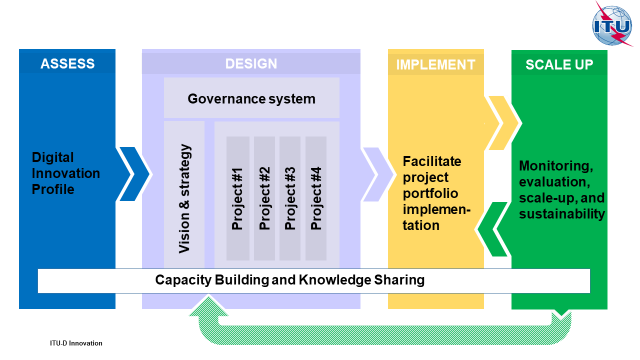 ITU
ASSESS
DESIGN
IMPLEMENT
SCALE UP
Governance system
Vision & strategy
Project #1
Project #2
Project #3
Project #4
Digital
Innovation
Profile
Facilitate
project
portfolio
implemen-
tation
Monitoring,
evaluation,
scale-up, and
sustainability
Capacity Building and Knowledge Sharing
ITU-D Innovation